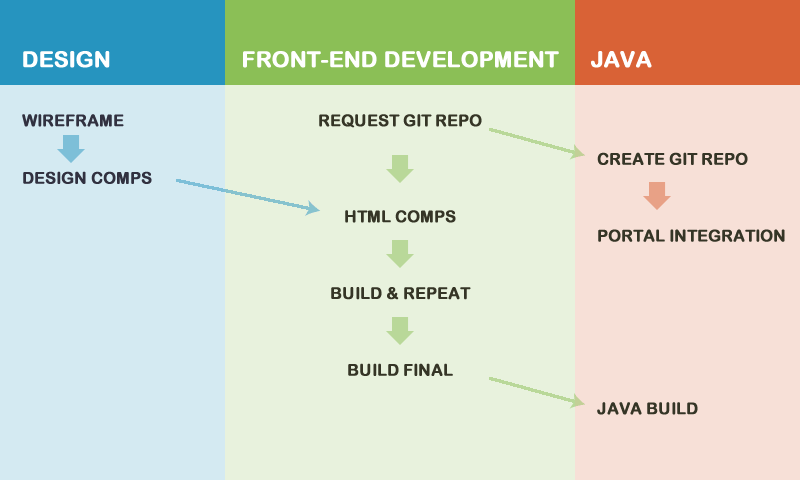 DESIGN
FRONT-END DEVELOPMENT
JAVA
WIREFRAME
DESIGN COMPS
REQUEST GIT REPO
HTML COMPS
BUILD & REPEAT
BUILD FINAL
CREATE GIT REPO
PORTAL INTEGRATION
JAVA BUILD